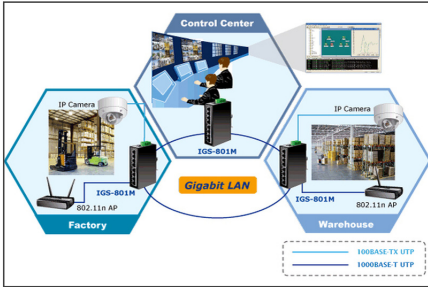 Control Center
IP Camera
IP Camera
IGS-801M
Gigabit LAN
IGS-801M
802.11n AP
IGS-801M
802.11n AP
Factory
Warehouse
100BASE-TX UTP
1000BASE-T UTP